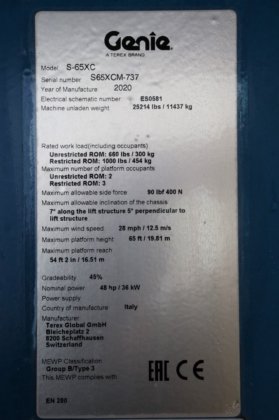 Genie
A TEREX BRAND
Model S-65XC
Serial number S65XCM-737
Year of Manufacture 2020
Electrical schematic number ES0581
Machine unladen weight 25214 lbs / 11437 kg
Rated work load(including occupants)
Unrestricted ROM: 660 lbs / 300 kg
Restricted ROM: 1000 lbs / 454 kg
Maximum number of platform occupants
Unrestricted ROM: 2
Restricted ROM: 3
Maximum allowable side force 90 lbf 400 N
Maximum allowable inclination of the chassis
7° along the lift structure 5° perpendicular to
lift structure
Maximum wind speed 28 mph / 12.5 m/s
Maximum platform height 65 ft / 19.81 m
Maximum platform reach
54 ft 2 in / 16.51 m
Gradeability 45%
Nominal power 48 hp / 36 kW
Power supply
Country of manufacture Italy
Manufacturer:
Terex Global GmbH
Bleicheplatz 2
8200 Schaffhausen
Switzerland
MEWP Classification
Group B/Type 3
This MEWP complies with
EAC CE
EN 280